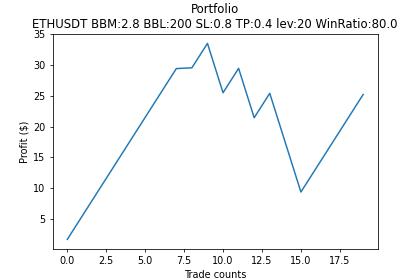 Portfolio
ETHUSDT BBM:2.8 BBL:200 SL:0.8 TP:0.4 lev:20 WinRatio:80.0
35
30
25
20
15
10
5
Profit ($)
0.0 2.5 5.0 7.5 10.0 12.5 15.0 17.5
Trade counts